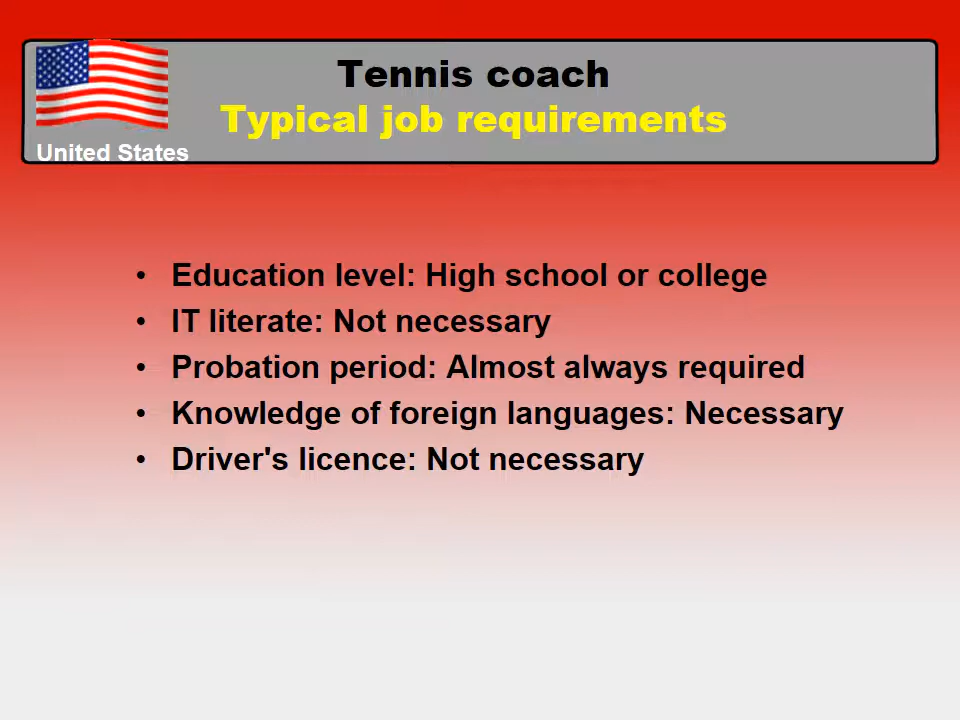 Tennis coach
Typical job requirements
United States
• Education level: High school or college
• IT literate: Not necessary
• Probation period: Almost always required
• Knowledge of foreign languages: Necessary
• Driver's licence: Not necessary